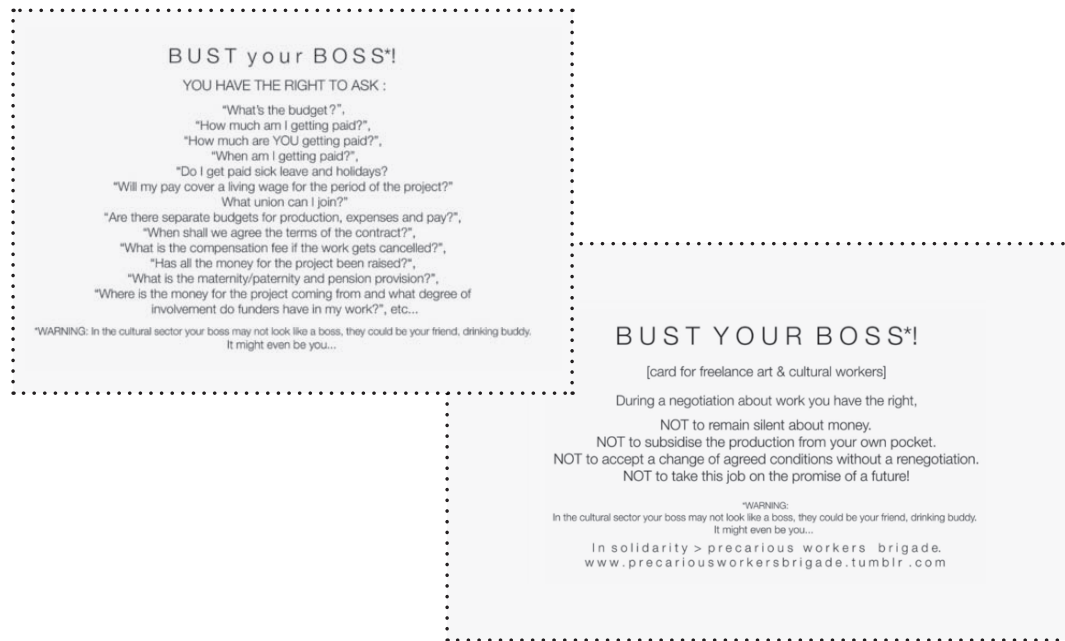 BUST your BOSS*!
YOU HAVE THE RIGHT TO ASK :
“What’s the budget?”,
“How much am I getting paid?”,
“How much are YOU getting paid?”,
“When am I getting paid?”,
“Do I get paid sick leave and holidays?
“Will my pay cover a living wage for the period of the project?”
What union can I join?”
“Are there separate budgets for production, expenses and pay?”,
“When shall we agree the terms of the contract?”,
“What is the compensation fee if the work gets cancelled?”,
“Has all the money for the project been raised?“,
“What is the maternity/paternity and pension provision?”,
“Where is the money for the project coming from and what degree of
involvement do funders have in my work?”, etc...
*WARNING: In the cultural sector your boss may not look like a boss, they could be your friend, drinking buddy.
It might even be you...
BUST YOUR BOSS*!
[card for freelance art & cultural workers]
During a negotiation about work you have the right,
NOT to remain silent about money.
NOT to subsidise the production from your own pocket.
NOT to accept a change of agreed conditions without a renegotiation.
NOT to take this job on the promise of a future!
*WARNING:
In the cultural sector your boss may not look like a boss, they could be your friend, drinking buddy.
It might even be you...
In solidarity > precarious workers brigade.
www.precariousworkersbrigade.tumblr.com